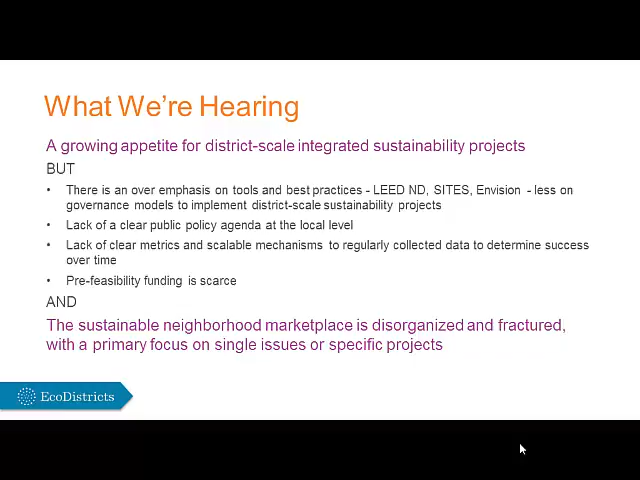 What We're Hearing
A growing appetite for district-scale integrated sustainability projects
BUT
• There is an over emphasis on tools and best practices - LEED ND, SITES, Envision - less on
governance models to implement district-scale sustainability projects
• Lack of a clear public policy agenda at the local level
• Lack of clear metrics and scalable mechanisms to regularly collected data to determine success
over time
• Pre-feasibility funding is scarce
AND
The sustainable neighborhood marketplace is disorganized and fractured,
with a primary focus on single issues or specific projects
EcoDistricts